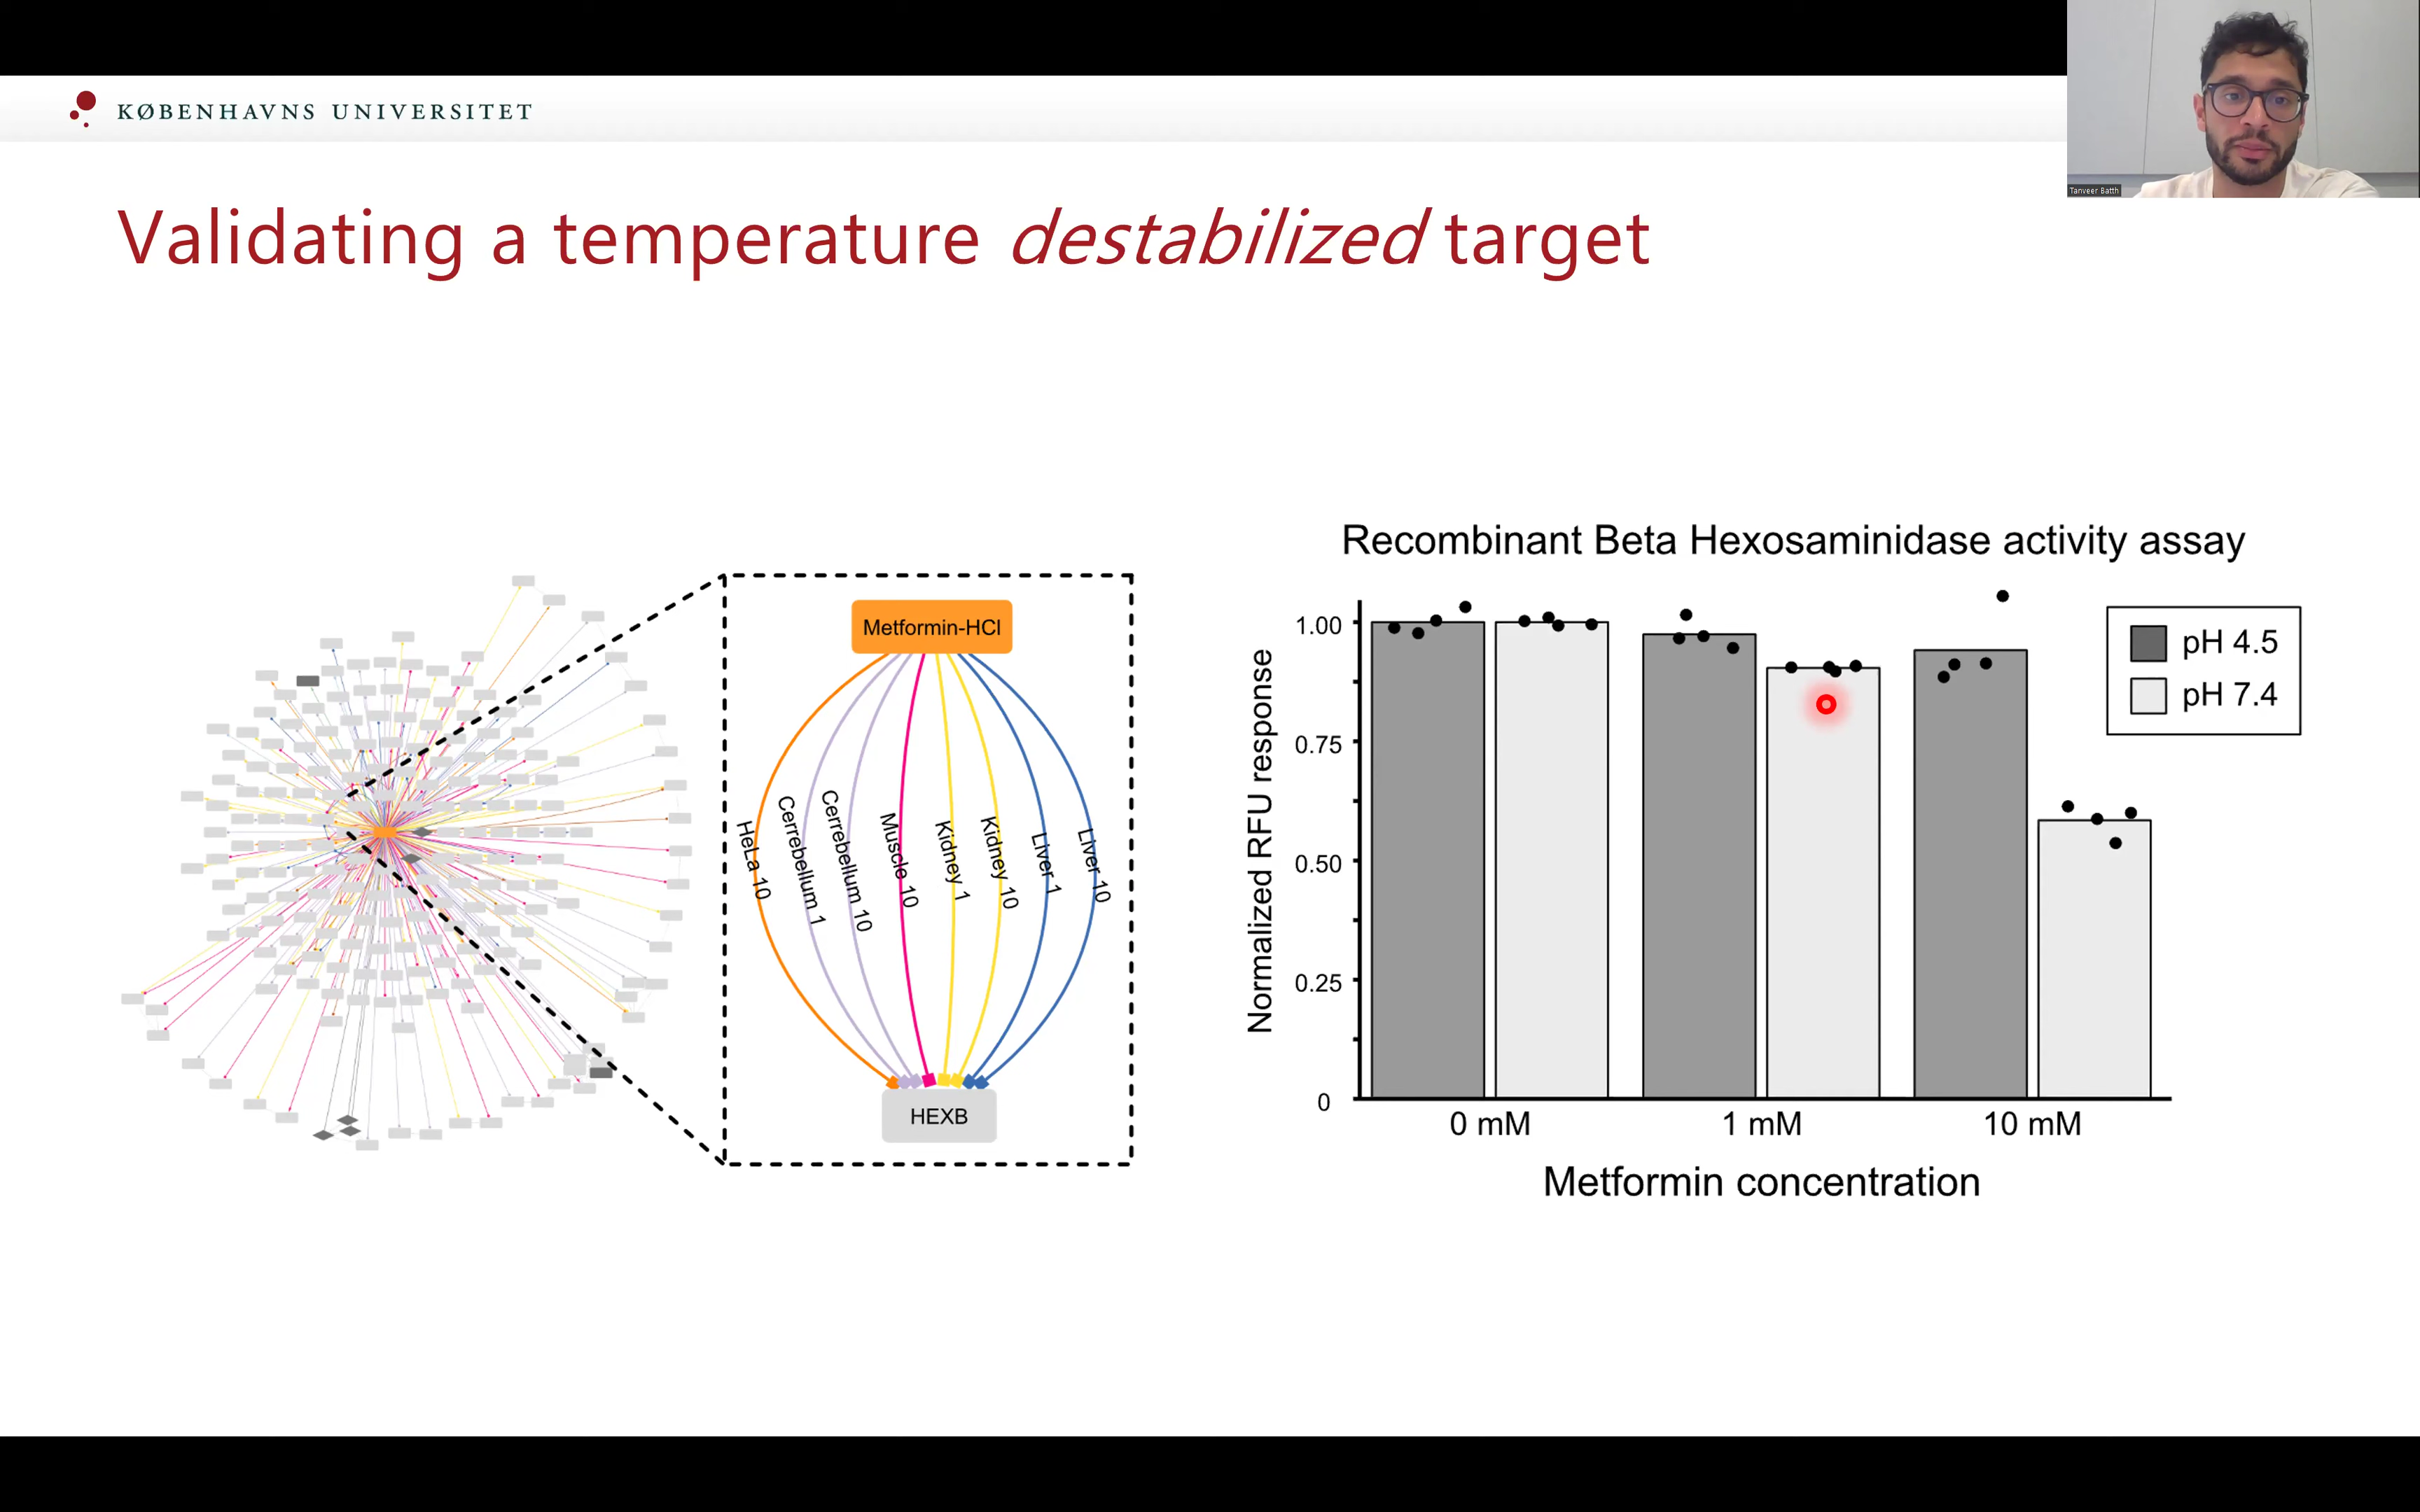 KØBENHAVNS UNIVERSITET
Tanveer Batth
Validating a temperature destabilized target
Metformin-HCl
HeLa 10
Cerrebellum 1
Cerrebellum 10
Muscle 10
Kidney 1
Kidney 10
Liver 1
Liver 10
HEXB
Recombinant Beta Hexosaminidase activity assay
Normalized RFU response
1.00
0.75
0.50
0.25
0
0 mM
1 mM
10 mM
Metformin concentration
pH 4.5
pH 7.4